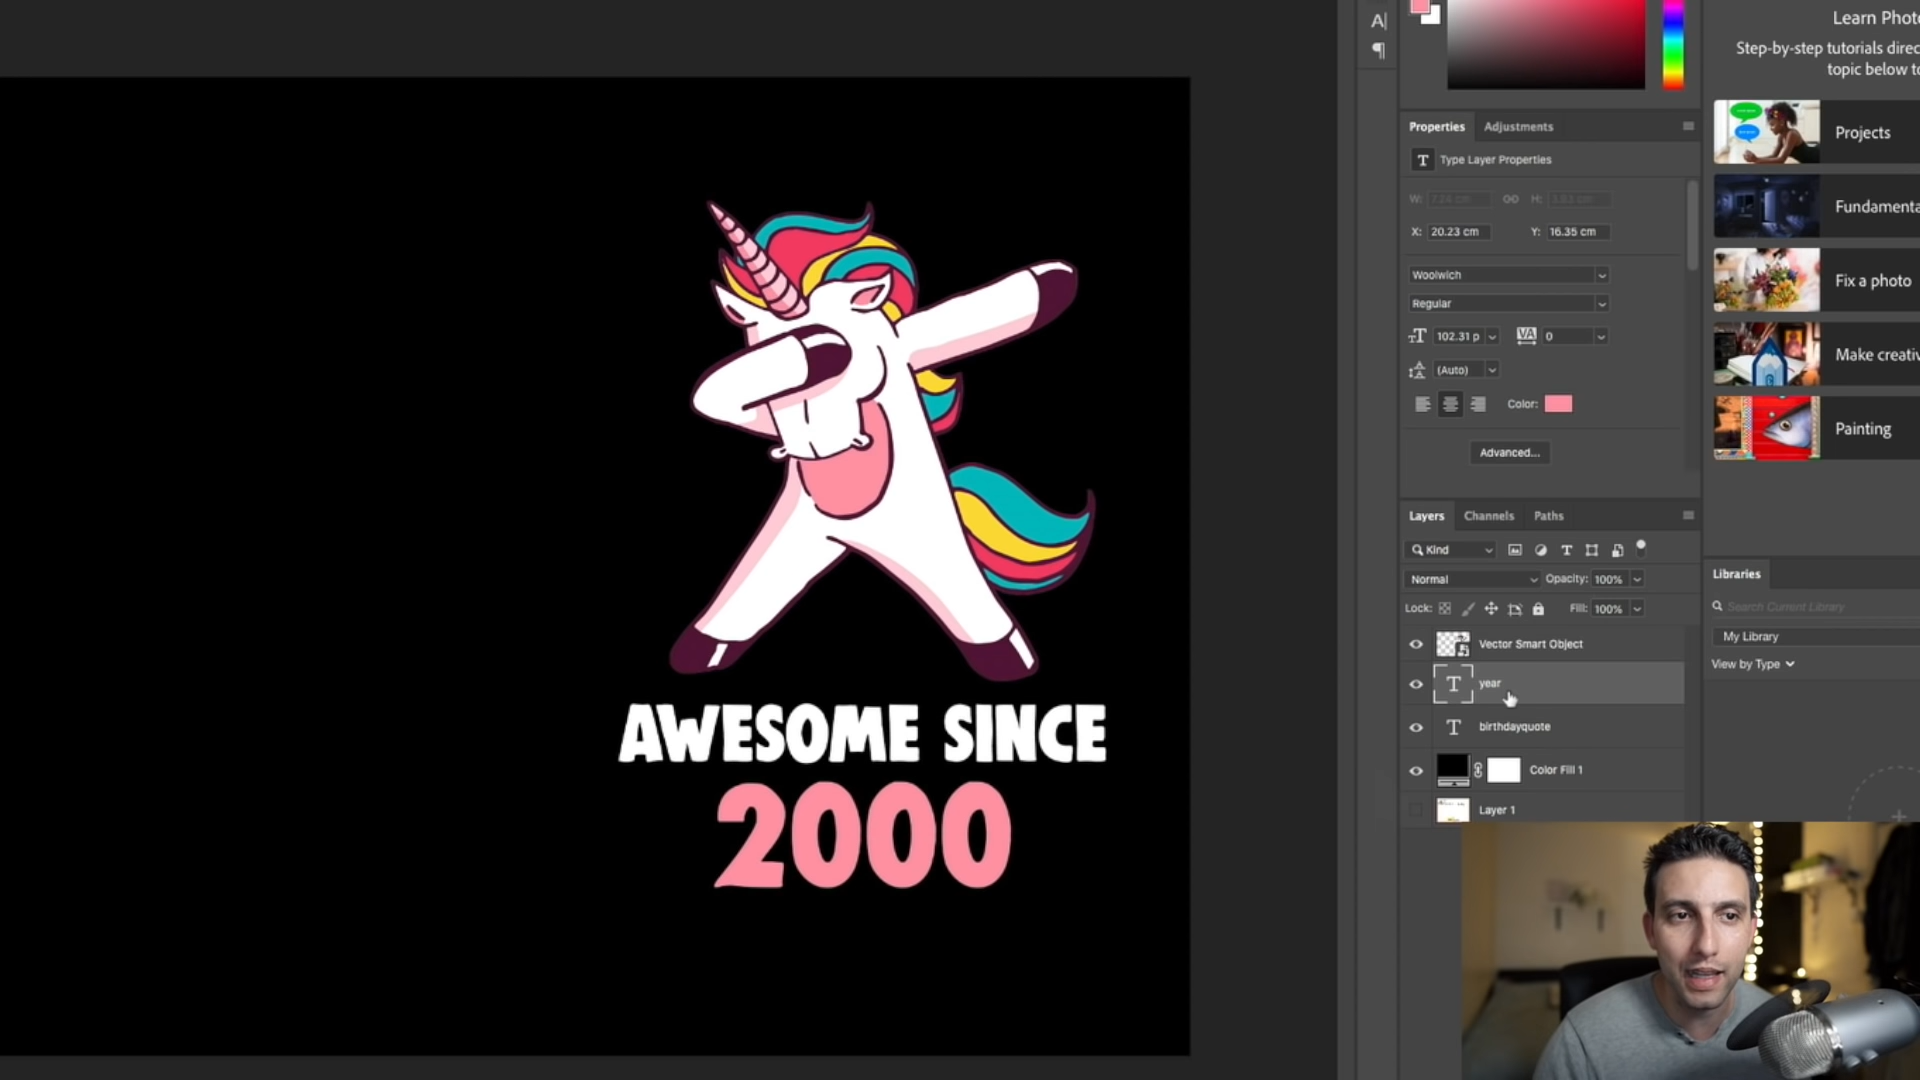 AWESOME SINCE
2000
A|
¶
Properties
Adjustments
T Type Layer Properties
W:
H:
X: 20.23 cm
Y: 16.35 cm
Woolwich
Regular
102.31 p
VA 0
(Auto)
Color:
Advanced...
Layers
Channels
Paths
Kind
Normal
Opacity: 100%
Lock:
Fill: 100%
Vector Smart Object
T year
T birthdayquote
Color Fill 1
Layer 1
Learn Phot
Step-by-step tutorials direc
topic below to
Projects
Fundamenta
Fix a photo
Make creativ
Painting
Libraries
Search Current Library
My Library
View by Type